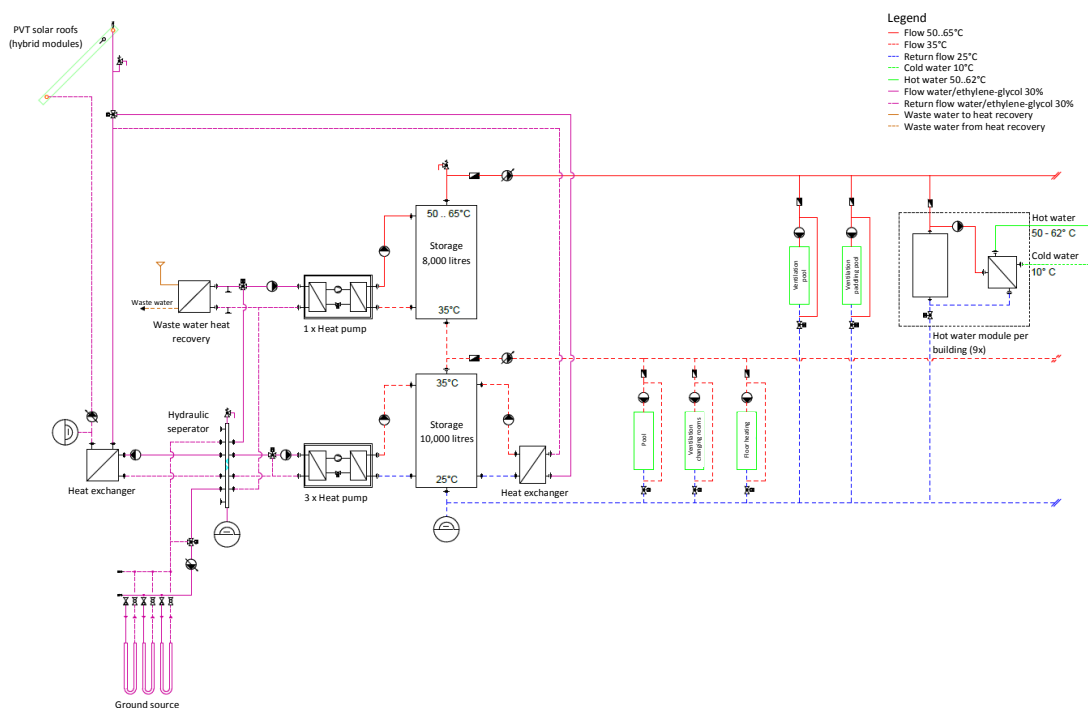 PVT solar roofs
(hybrid modules)
Legend
Flow 50..65°C
Flow 35°C
Return flow 25°C
Cold water 10°C
Hot water 50..62°C
Flow water/ethylene-glycol 30%
Return flow water/ethylene-glycol 30%
Waste water to heat recovery
Waste water from heat recovery
50 .. 65°C
Storage
8,000 litres
35°C
Waste water
Waste water heat
recovery
1 x Heat pump
Ventilation
pool
Ventilation
padding pool
Hot water
50 - 62° C
Cold water
10° C
Hot water module per
building (9x)
35°C
Storage
10,000 litres
25°C
Hydraulic
seperator
Heat exchanger
3 x Heat pump
Heat exchanger
Pool
Ventilation
changing rooms
Floor heating
Ground source